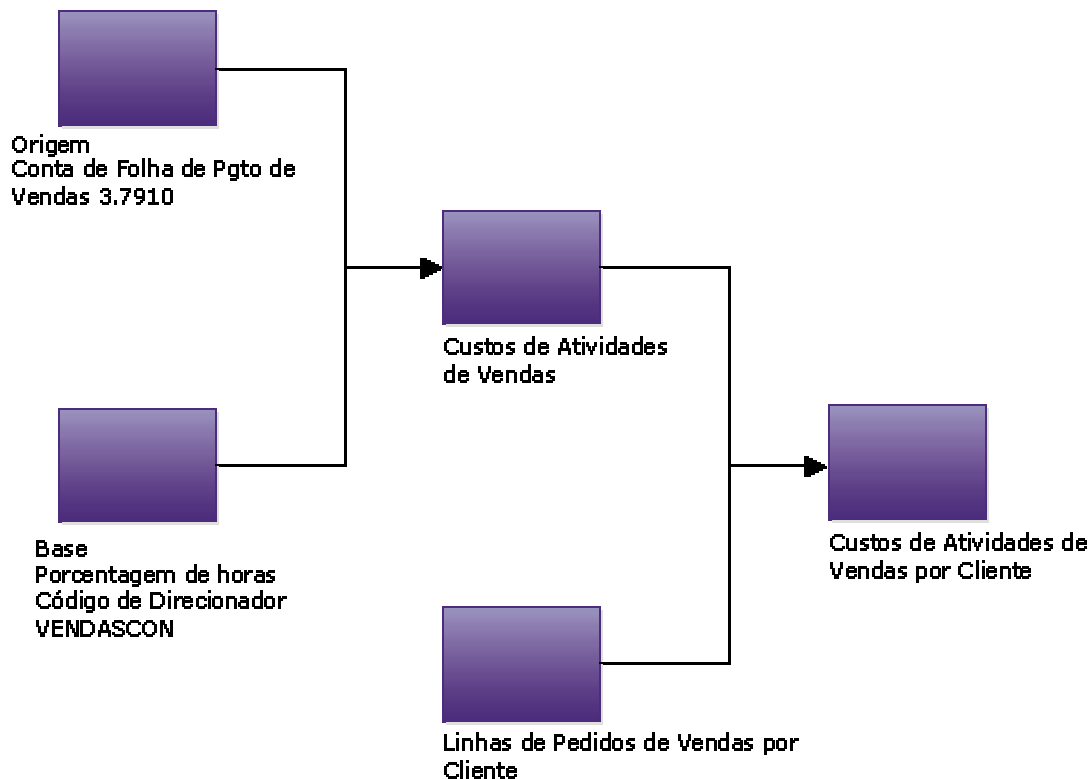 Origem
Conta de Folha de Pgto de
Vendas 3.7910
Custos de Atividades
de Vendas
Base
Porcentagem de horas
Código de Direcionador
VENDASCON
Custos de Atividades de
Vendas por Cliente
Linhas de Pedidos de Vendas por
Cliente